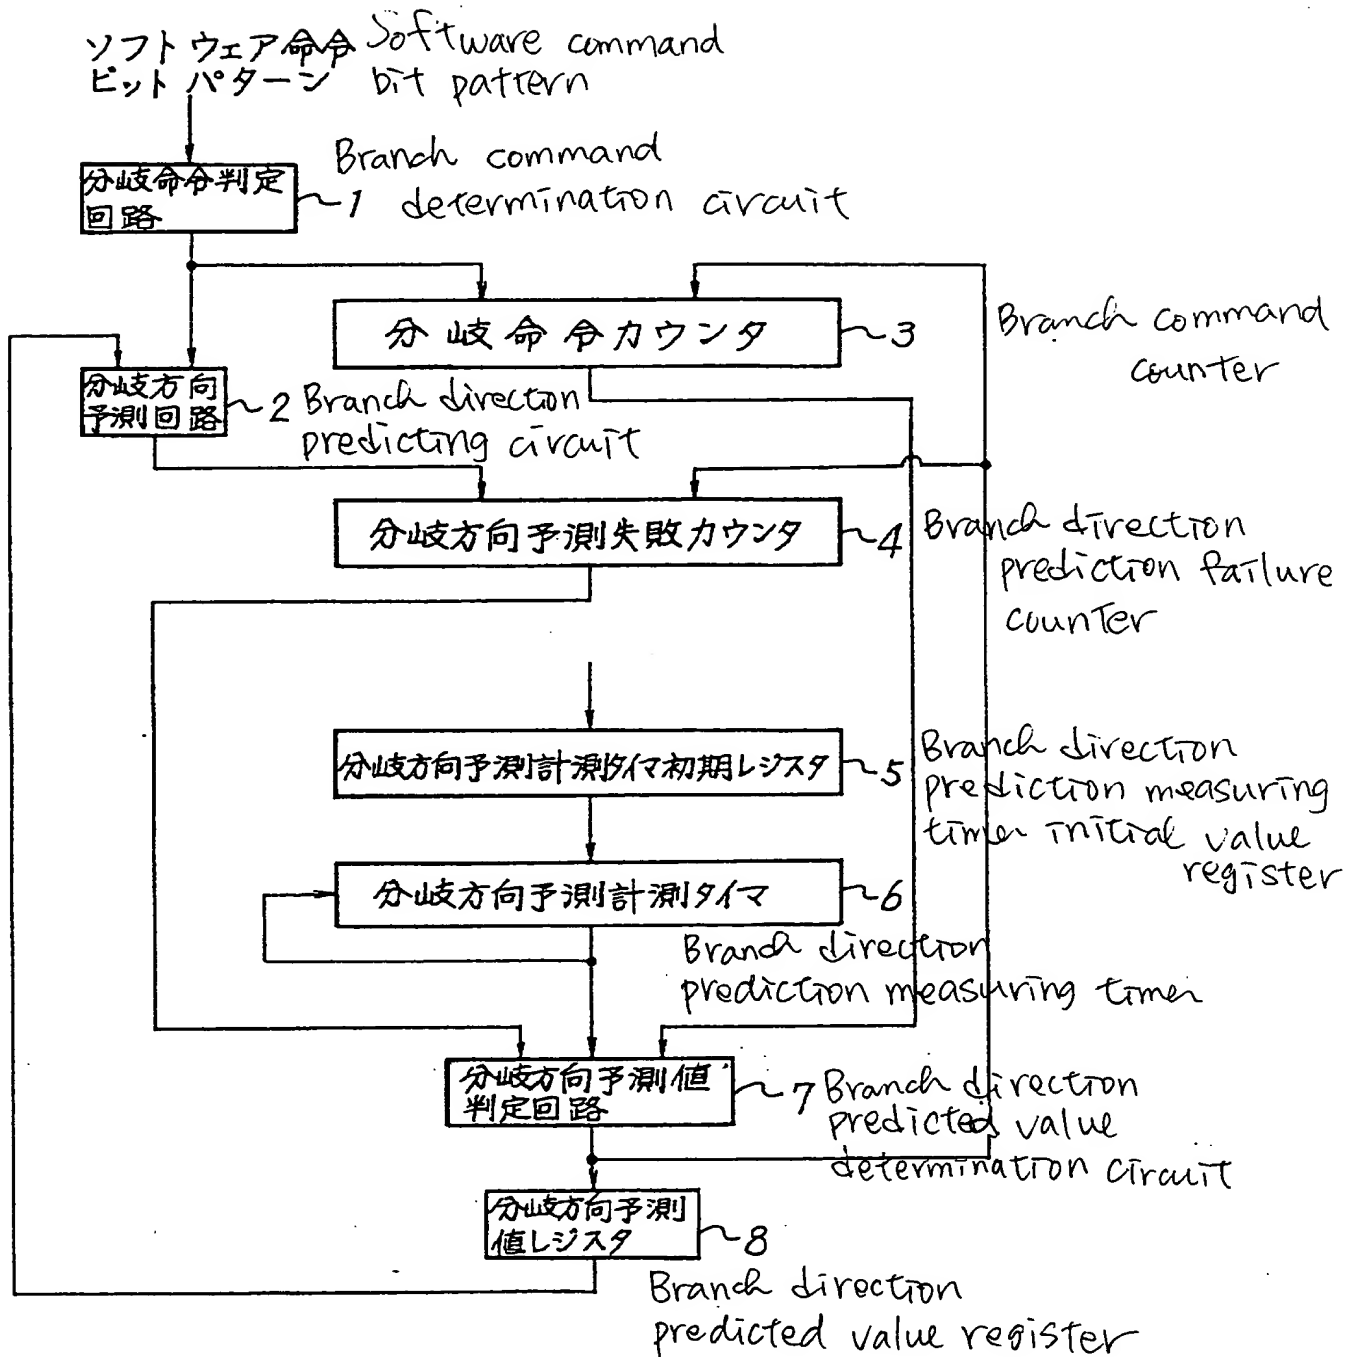 ソフトウェア命令 Software command
ビットパターン bit pattern
Branch command
分岐命令判定
回路
1 determination circuit
分岐命令カウンタ
3
Branch command
counter
分岐方向
予測回路
2 Branch direction
predicting circuit
分岐方向予測失敗カウンタ
4 Branch direction
prediction failure
counter
分岐方向予測計測タイマ初期レジスタ
5 Branch direction
prediction measuring
timer initial value
register
分岐方向予測計測タイマ
6
Branch direction
prediction measuring timer
分岐方向予測値
判定回路
7 Branch direction
predicted value
determination circuit
分岐方向予測
値レジスタ
8
Branch direction
predicted value register